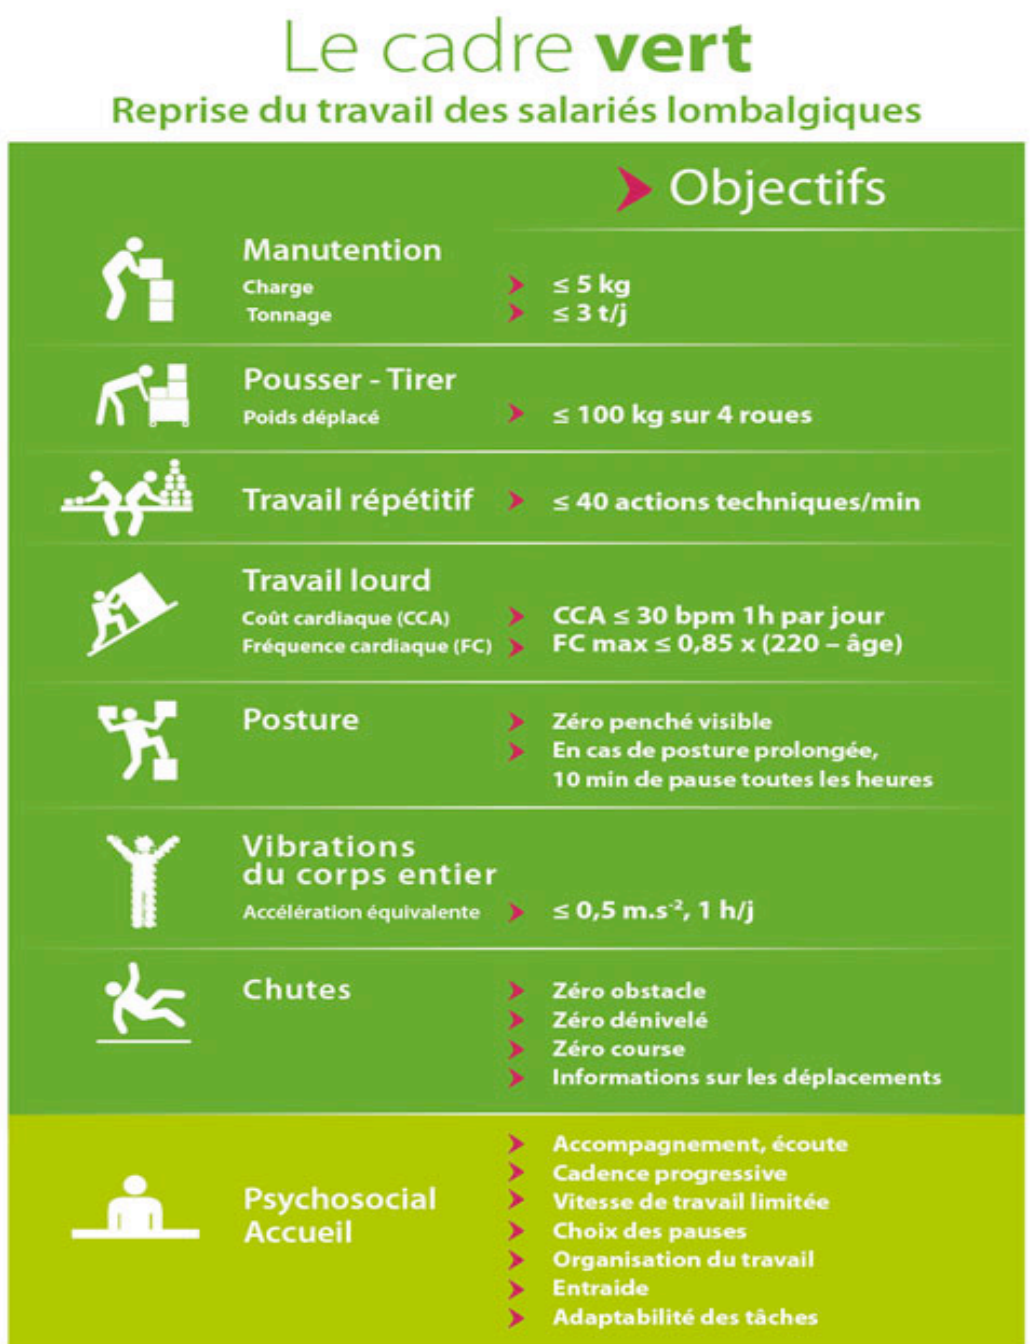 Le cadre vert
Reprise du travail des salariés lombalgiques
Objectifs
Manutention
Charge ≤ 5 kg
Tonnage ≤ 3 t/j
Pousser - Tirer
Poids déplacé ≤ 100 kg sur 4 roues
Travail répétitif ≤ 40 actions techniques/min
Travail lourd
Coût cardiaque (CCA) CCA ≤ 30 bpm 1h par jour
Fréquence cardiaque (FC) FC max ≤ 0,85 x (220 – âge)
Posture Zéro penché visible
En cas de posture prolongée,
10 min de pause toutes les heures
Vibrations
du corps entier
Accélération équivalente ≤ 0,5 m.s⁻², 1 h/j
Chutes Zéro obstacle
Zéro dénivelé
Zéro course
Informations sur les déplacements
Psychosocial
Accueil
Accompagnement, écoute
Cadence progressive
Vitesse de travail limitée
Choix des pauses
Organisation du travail
Entraide
Adaptabilité des tâches